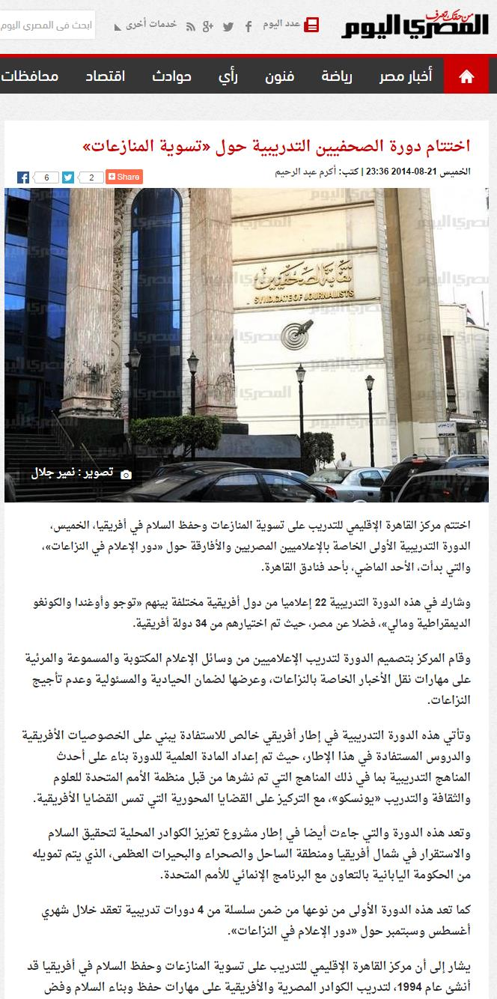 من حقك تعرف
المصري اليوم
عدد اليوم
خدمات أخرى
ابحث فى المصري اليوم
أخبار مصر
رياضة
فنون
رأي
حوادث
اقتصاد
محافظات
اختتام دورة الصحفيين التدريبية حول «تسوية المنازعات»
الخميس 21-08-2014 23:36 | كتب: أكرم عبد الرحيم
6
2
Share
نقابة الصحفيين
SYNDICATE OF JOURNALISTS
تصوير : نمير جلال
اختتم مركز القاهرة الإقليمي للتدريب على تسوية المنازعات وحفظ السلام في أفريقيا، الخميس،
الدورة التدريبية الأولى الخاصة بالإعلاميين المصريين والأفارقة حول «دور الإعلام في النزاعات»،
والتي بدأت، الأحد الماضي، بأحد فنادق القاهرة.
وشارك في هذه الدورة التدريبية 22 إعلاميا من دول أفريقية مختلفة بينهم «توجو وأوغندا والكونغو
الديمقراطية ومالي»، فضلا عن مصر، حيث تم اختيارهم من 34 دولة أفريقية.
وقام المركز بتصميم الدورة لتدريب الإعلاميين من وسائل الإعلام المكتوبة والمسموعة والمرئية
على مهارات نقل الأخبار الخاصة بالنزاعات، وعرضها لضمان الحيادية والمسئولية وعدم تأجيج
النزاعات.
وتأتي هذه الدورة التدريبية في إطار أفريقي خالص للاستفادة يبني على الخصوصيات الأفريقية
والدروس المستفادة في هذا الإطار، حيث تم إعداد المادة العلمية للدورة بناء على أحدث
المناهج التدريبية بما في ذلك المناهج التي تم نشرها من قبل منظمة الأمم المتحدة للعلوم
والثقافة والتدريب «يونسكو»، مع التركيز على القضايا المحورية التي تمس القضايا الأفريقية.
وتعد هذه الدورة والتي جاءت أيضا في إطار مشروع تعزيز الكوادر المحلية لتحقيق السلام
والاستقرار في شمال أفريقيا ومنطقة الساحل والصحراء والبحيرات العظمى، الذي يتم تمويله
من الحكومة اليابانية بالتعاون مع البرنامج الإنمائي للأمم المتحدة.
كما تعد هذه الدورة الأولى من نوعها من ضمن سلسلة من 4 دورات تدريبية تعقد خلال شهري
أغسطس وسبتمبر حول «دور الإعلام في النزاعات».
يشار إلى أن مركز القاهرة الإقليمي للتدريب على تسوية المنازعات وحفظ السلام في أفريقيا قد
أنشئ عام 1994، لتدريب الكوادر المصرية والأفريقية على مهارات حفظ وبناء السلام وفض